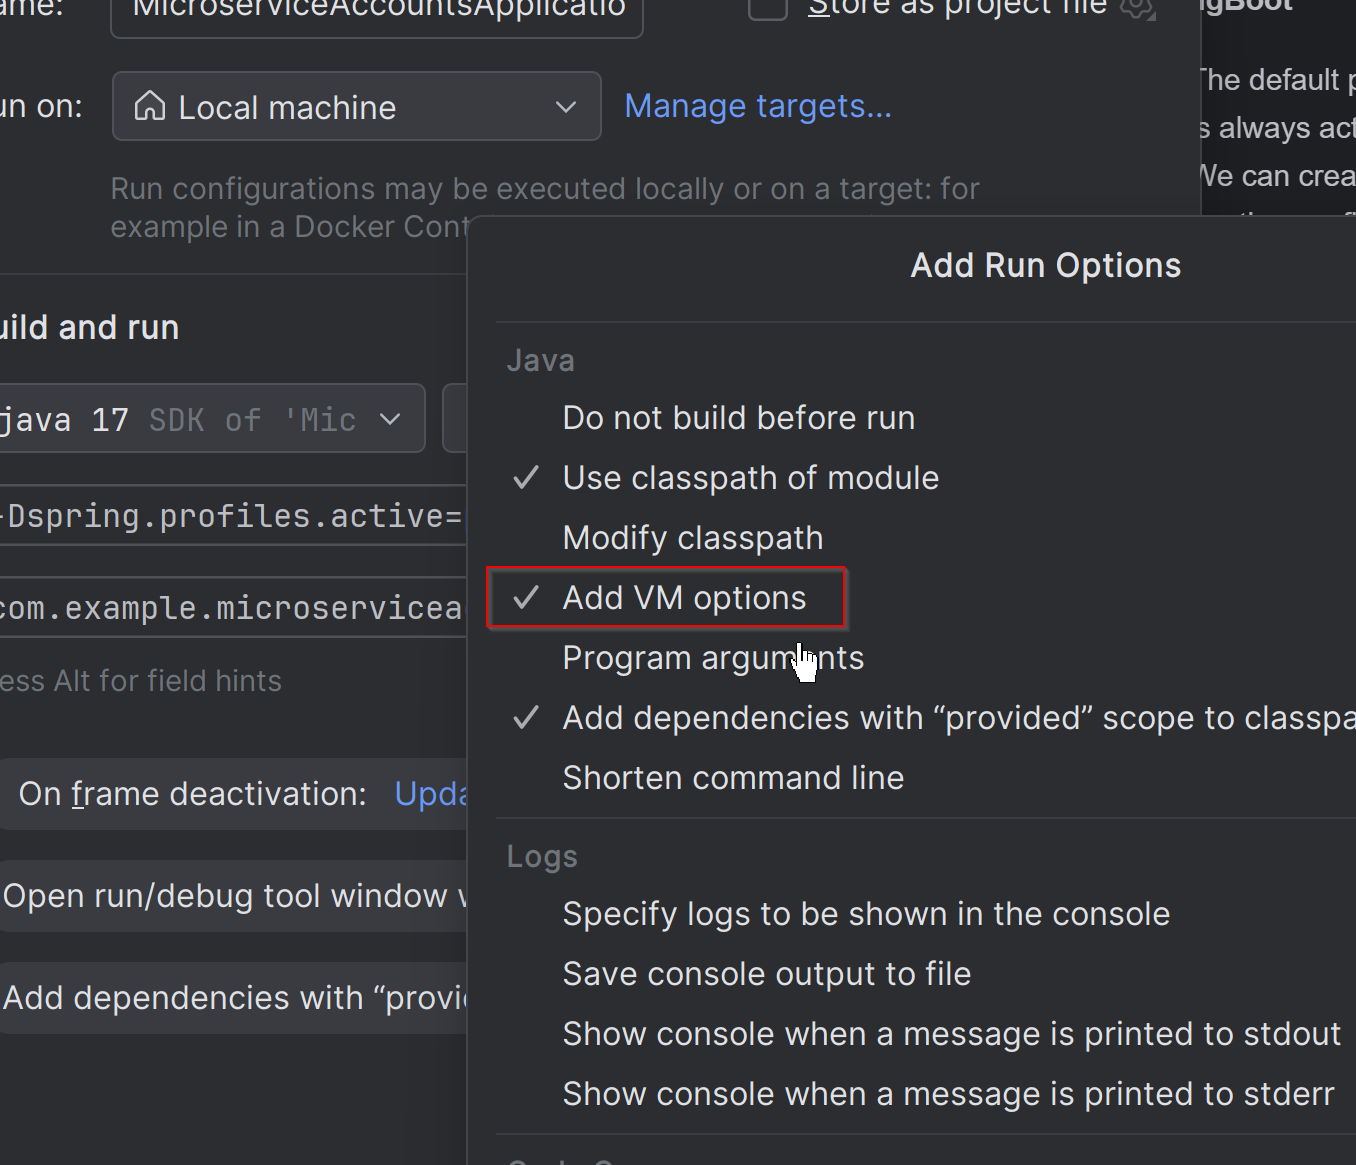 ame:
MicroserviceAccountsApplicatio
Store as project file
gBoot
un on:
Local machine
Manage targets...
Run configurations may be executed locally or on a target: for
example in a Docker Cont
The default p
s always act
We can crea
Add Run Options
uild and run
Java
java 17 SDK of 'Mic
Do not build before run
Use classpath of module
-Dspring.profiles.active=
Modify classpath
Add VM options
com.example.microservicea
Program arguments
ess Alt for field hints
Add dependencies with “provided” scope to classpa
Shorten command line
On frame deactivation: Upda
Logs
Open run/debug tool window w
Specify logs to be shown in the console
Save console output to file
Add dependencies with “provi
Show console when a message is printed to stdout
Show console when a message is printed to stderr